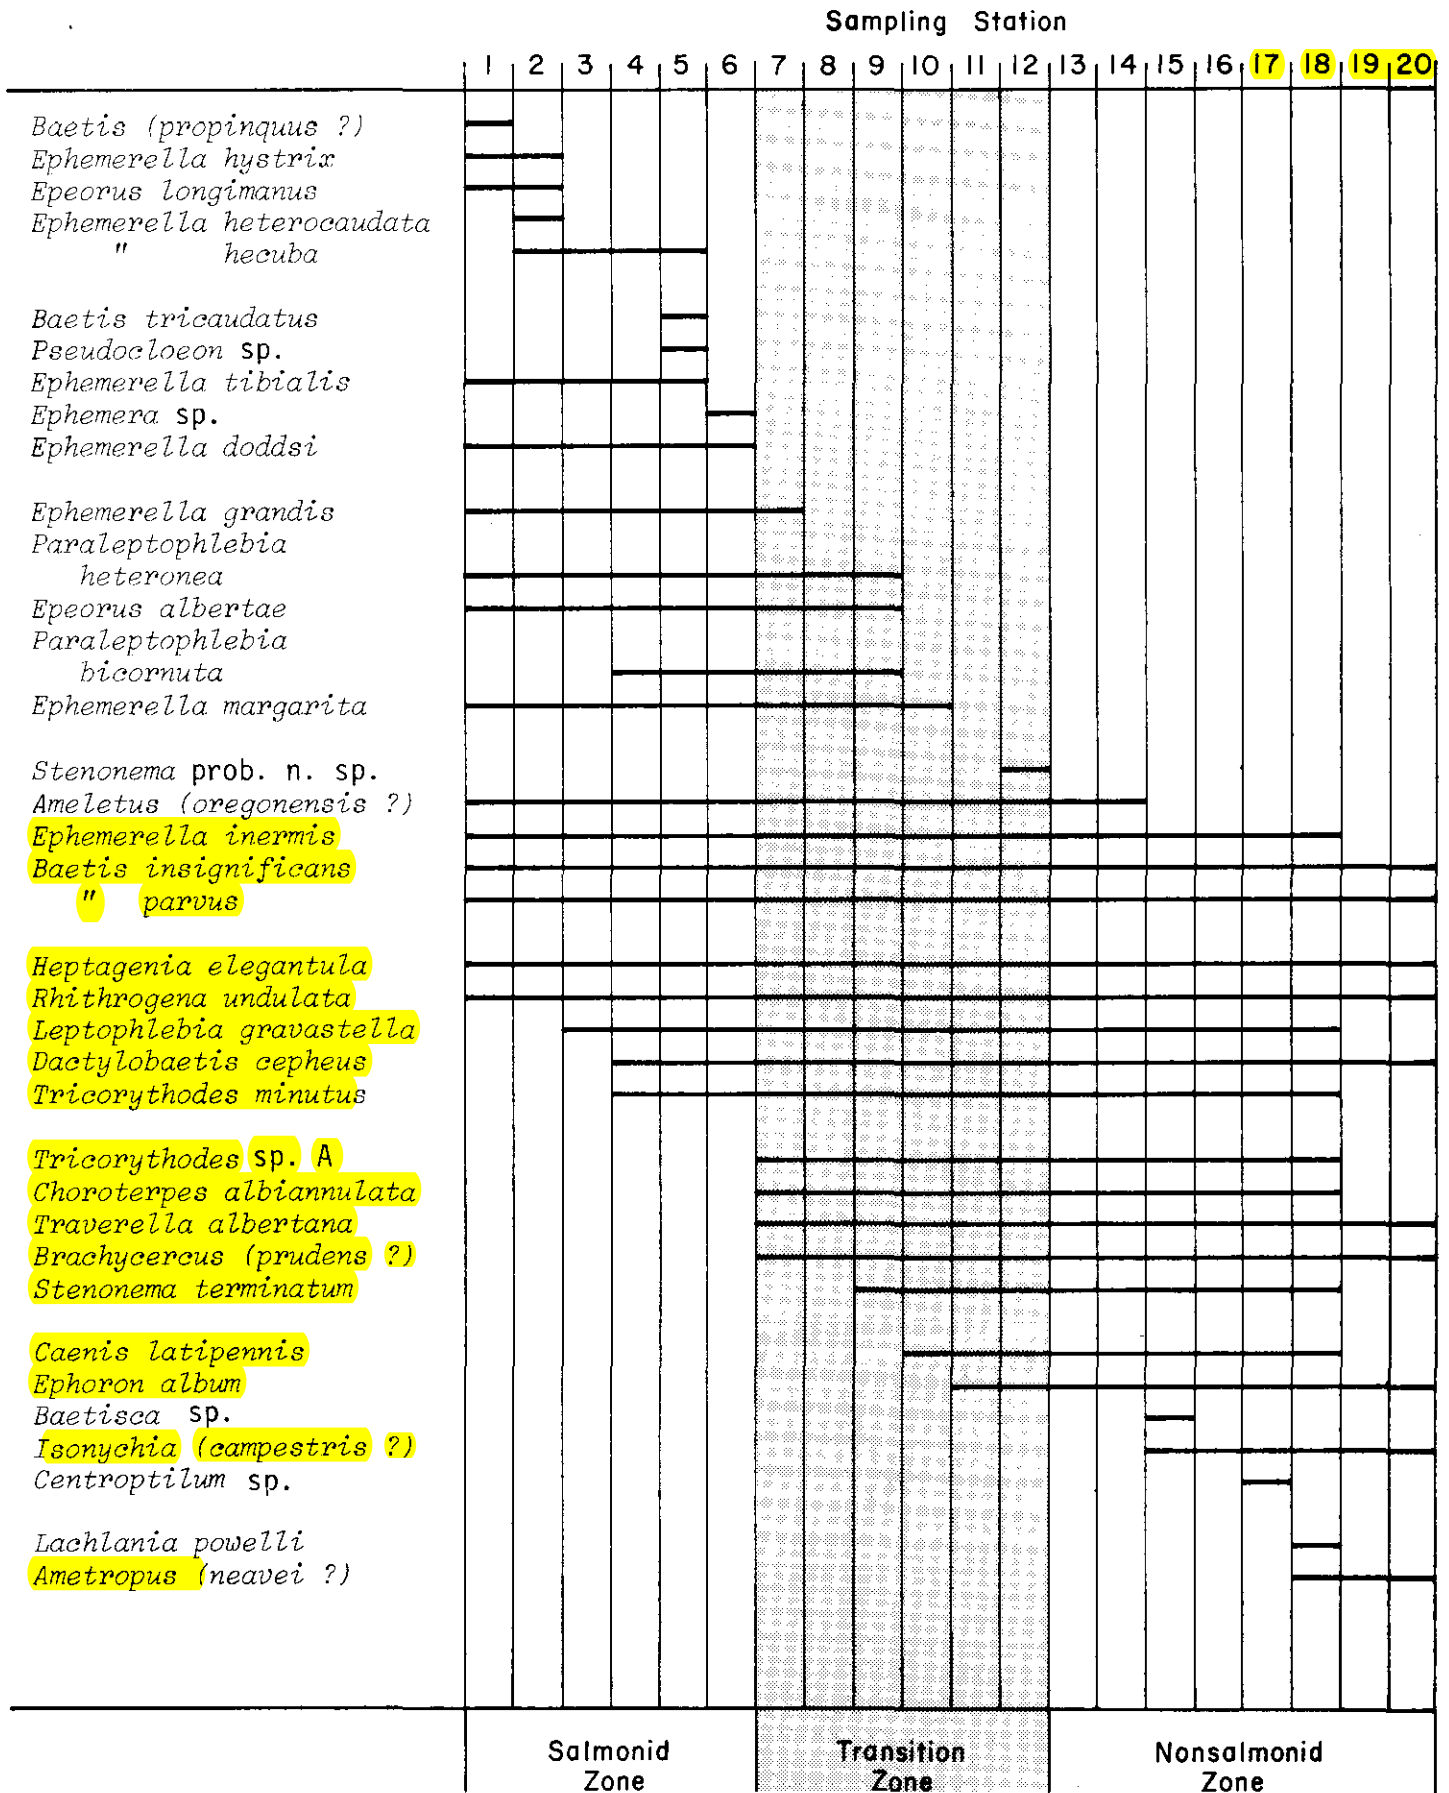 Sampling Station
1 2 3 4 5 6 7 8 9 10 11 12 13 14 15 16 17 18 19 20
Baetis (propinquus ?)
Ephemerella hystrix
Epeorus longimanus
Ephemerella heterocaudata
" hecuba
Baetis tricaudatus
Pseudocloeon sp.
Ephemerella tibialis
Ephemera sp.
Ephemerella doddsi
Ephemerella grandis
Paraleptophlebia
heteronea
Epeorus albertae
Paraleptophlebia
bicornuta
Ephemerella margarita
Stenonema prob. n. sp.
Ameletus (oregonensis ?)
Ephemerella inermis
Baetis insignificans
" parvus
Heptagenia elegantula
Rhithrogena undulata
Leptophlebia gravastella
Dactylobaetis cepheus
Tricorythodes minutus
Tricorythodes sp. A
Choroterpes albiannulata
Traverella albertana
Brachycercus (prudens ?)
Stenonema terminatum
Caenis latipennis
Ephoron album
Baetisca sp.
Isonychia (campestris ?)
Centroptilum sp.
Lachlania powelli
Ametropus (neavei ?)
Salmonid Transition Nonsalmonid
Zone Zone Zone